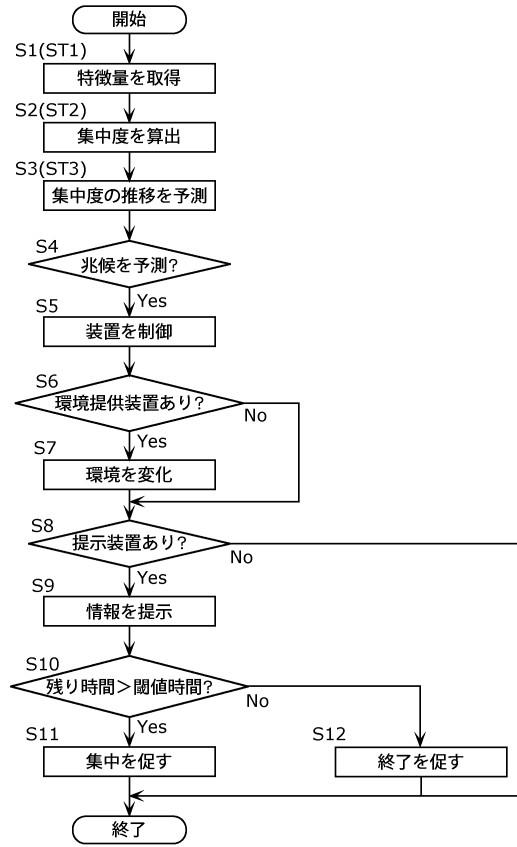 開始
S1(ST1)
特徴量を取得
S2(ST2)
集中度を算出
S3(ST3)
集中度の推移を予測
S4
兆候を予測?
Yes
S5
装置を制御
S6
環境提供装置あり?
No
Yes
S7
環境を変化
S8
提示装置あり?
No
Yes
S9
情報を提示
S10
残り時間＞閾値時間?
No
Yes
S11
集中を促す
S12
終了を促す
終了